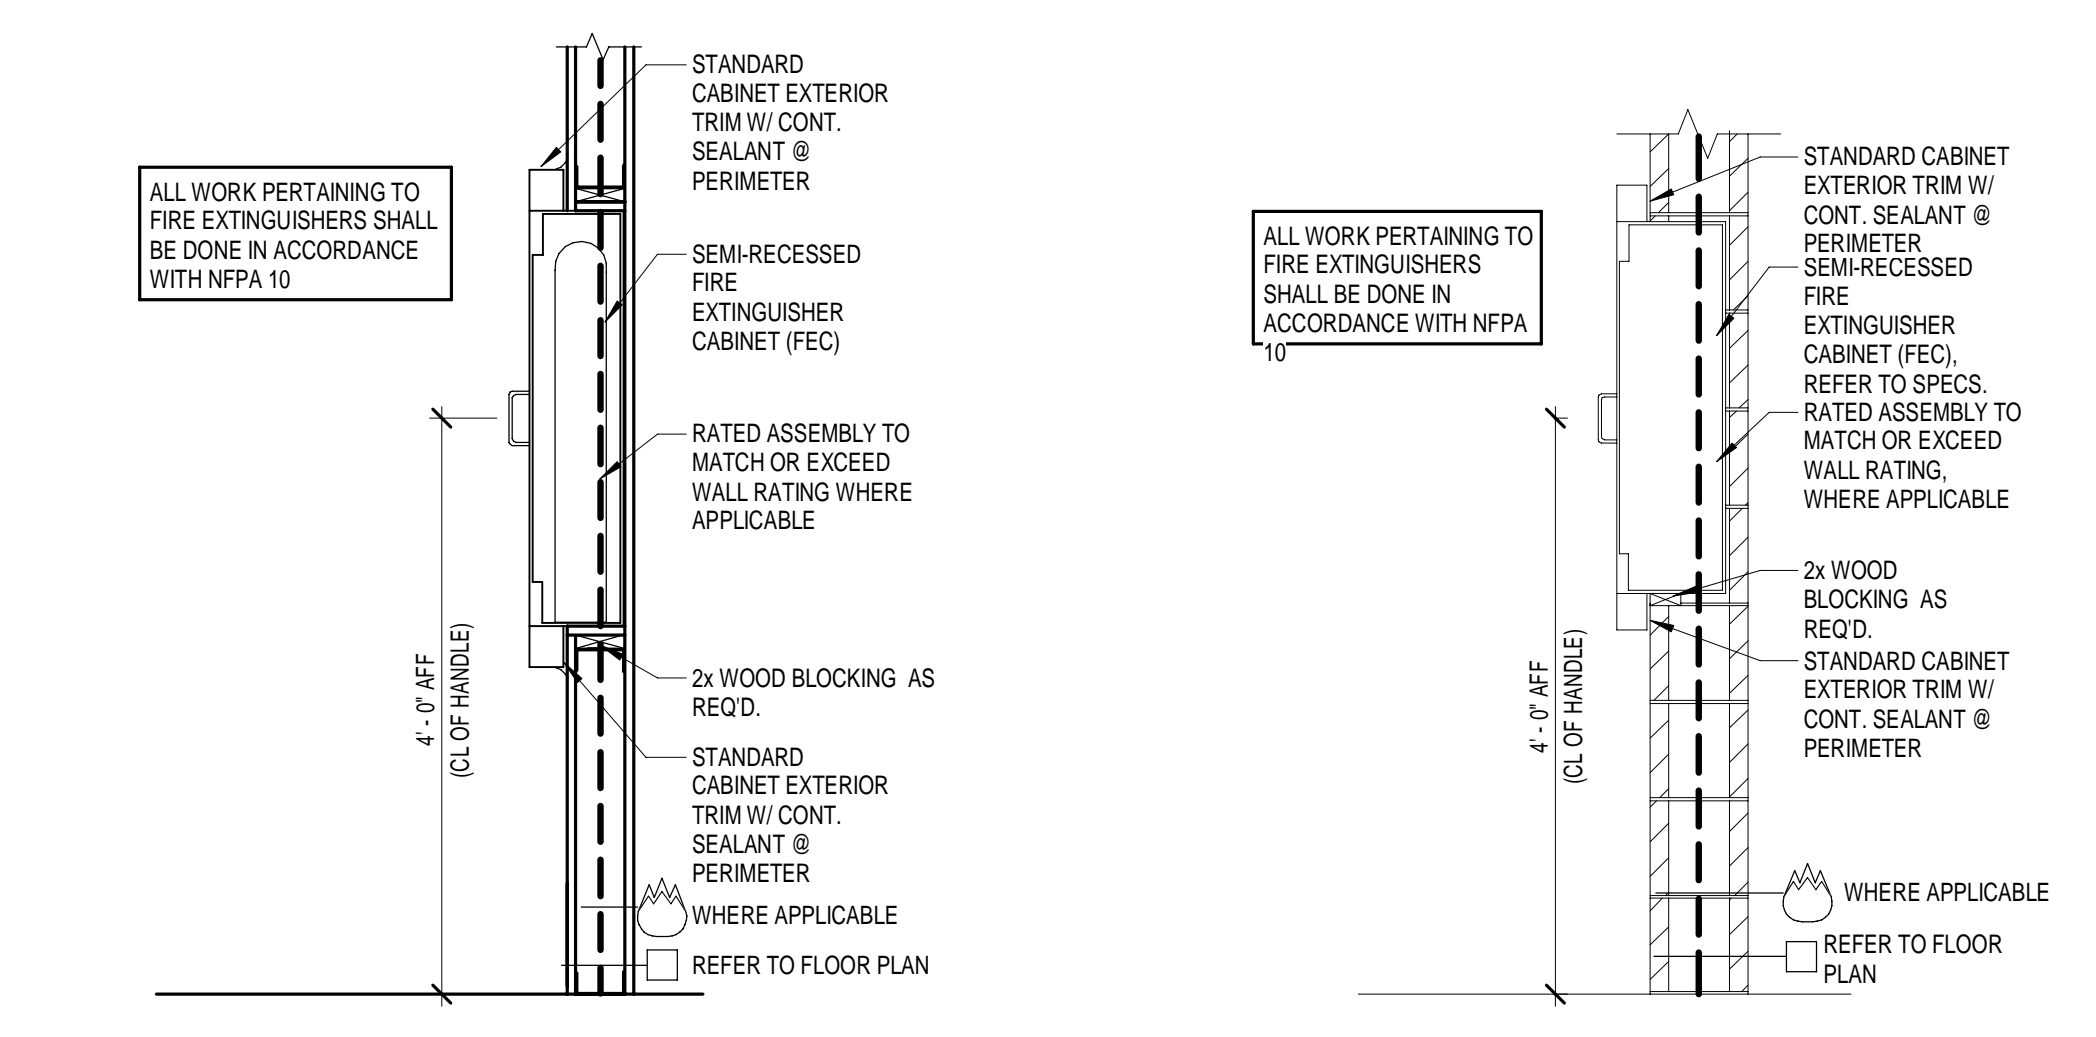 STANDARD
CABINET EXTERIOR
TRIM W/ CONT.
SEALANT @
PERIMETER
ALL WORK PERTAINING TO
FIRE EXTINGUISHERS SHALL
BE DONE IN ACCORDANCE
WITH NFPA 10
SEMI-RECESSED
FIRE
EXTINGUISHER
CABINET (FEC)
RATED ASSEMBLY TO
MATCH OR EXCEED
WALL RATING WHERE
APPLICABLE
4' - 0" AFF
(CL OF HANDLE)
2x WOOD BLOCKING  AS
REQ'D.
STANDARD
CABINET EXTERIOR
TRIM W/ CONT.
SEALANT @
PERIMETER
WHERE APPLICABLE
REFER TO FLOOR PLAN
ALL WORK PERTAINING TO
FIRE EXTINGUISHERS
SHALL BE DONE IN
ACCORDANCE WITH NFPA
10
STANDARD CABINET
EXTERIOR TRIM W/
CONT. SEALANT @
PERIMETER
SEMI-RECESSED
FIRE
EXTINGUISHER
CABINET (FEC),
REFER TO SPECS.
RATED ASSEMBLY TO
MATCH OR EXCEED
WALL RATING,
WHERE APPLICABLE
2x WOOD
BLOCKING  AS
REQ'D.
4' - 0" AFF
(CL OF HANDLE)
STANDARD CABINET
EXTERIOR TRIM W/
CONT. SEALANT @
PERIMETER
WHERE APPLICABLE
REFER TO FLOOR
PLAN